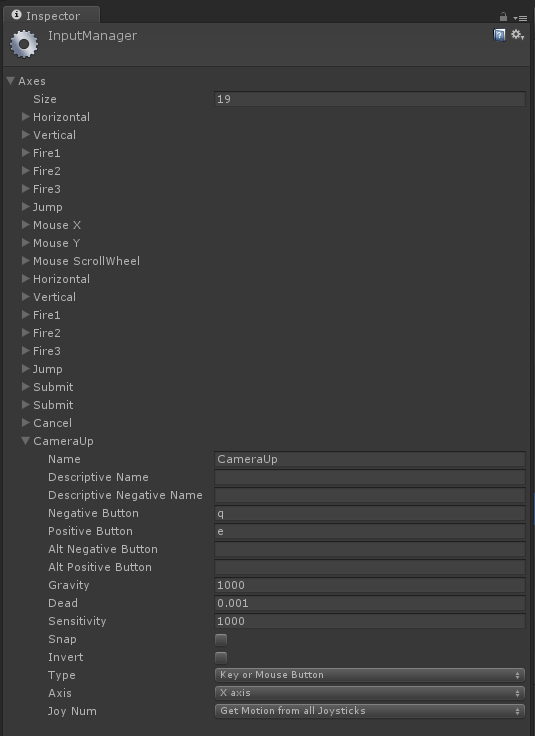 Inspector
InputManager
Axes
Size 19
Horizontal
Vertical
Fire1
Fire2
Fire3
Jump
Mouse X
Mouse Y
Mouse ScrollWheel
Horizontal
Vertical
Fire1
Fire2
Fire3
Jump
Submit
Submit
Cancel
CameraUp
Name CameraUp
Descriptive Name
Descriptive Negative Name
Negative Button q
Positive Button e
Alt Negative Button
Alt Positive Button
Gravity 1000
Dead 0.001
Sensitivity 1000
Snap
Invert
Type Key or Mouse Button
Axis X axis
Joy Num Get Motion from all Joysticks